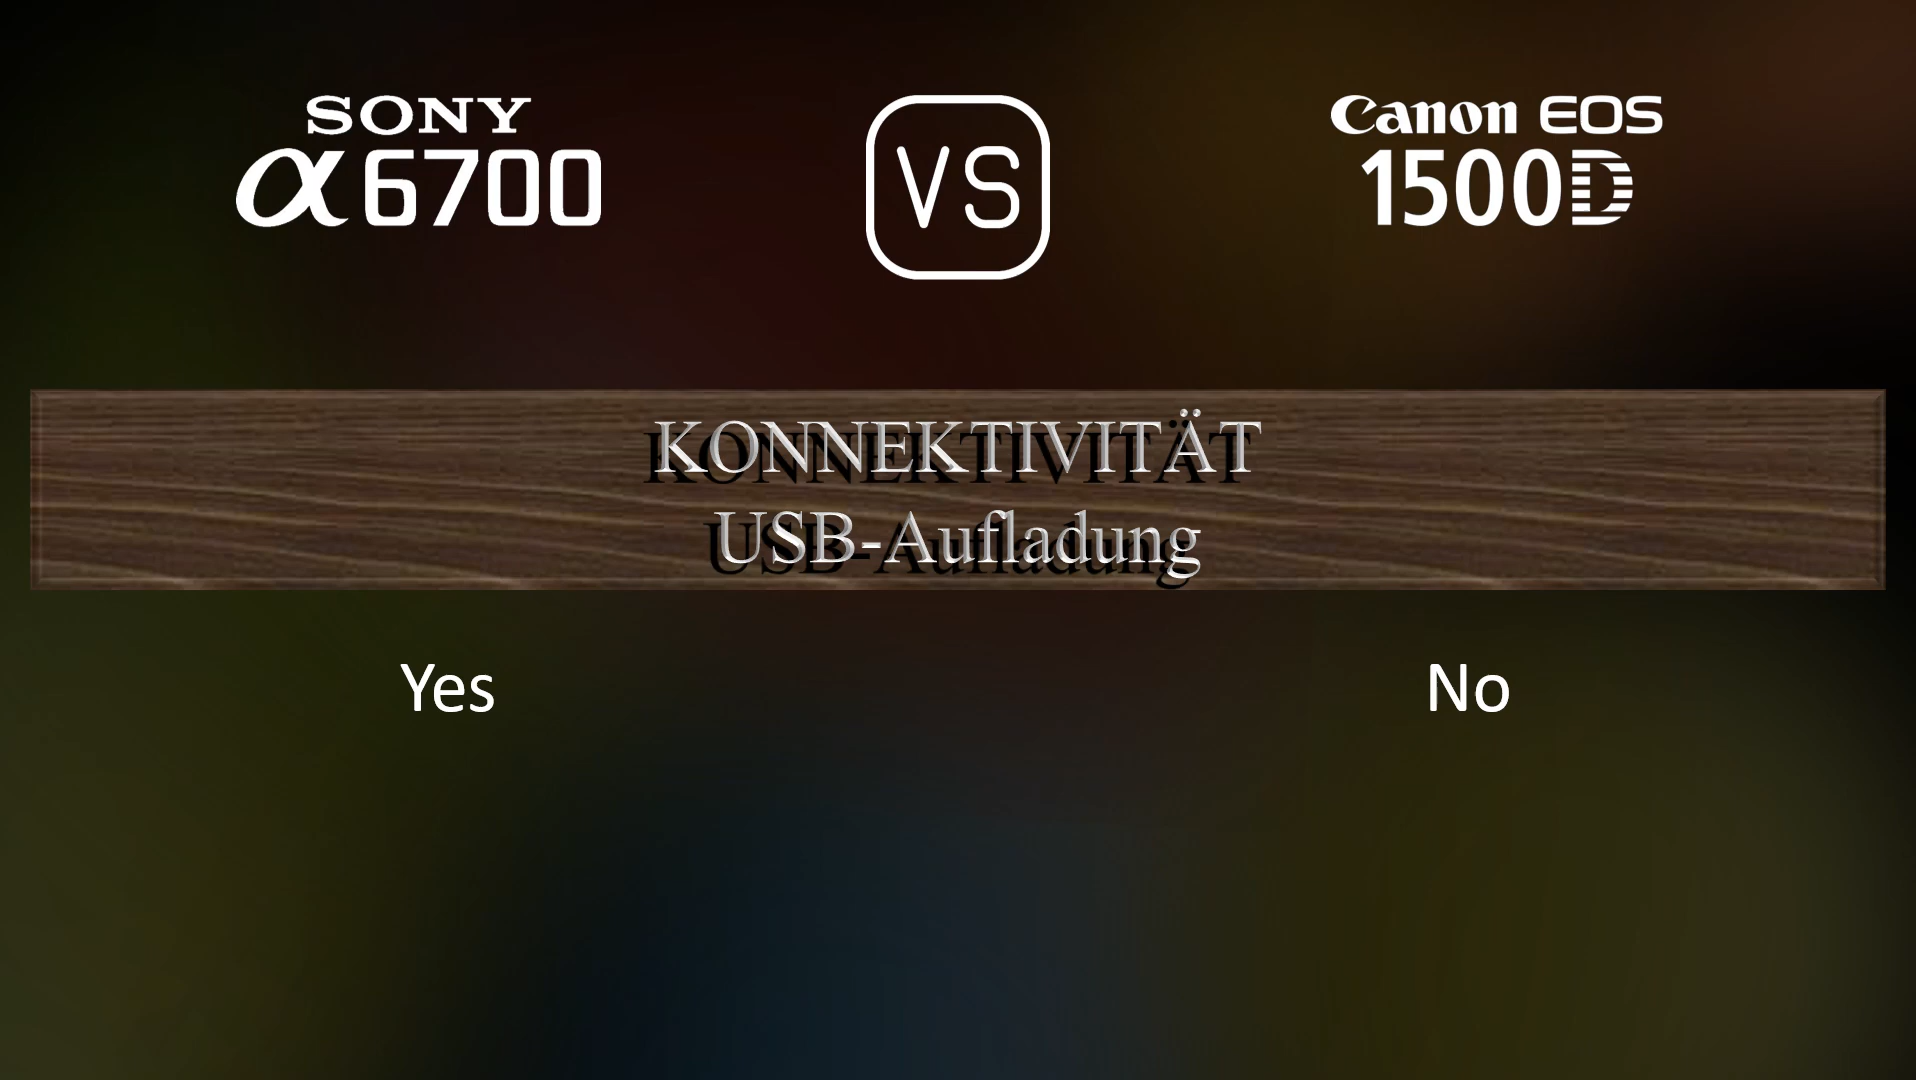 SONY
α6700
VS
Canon EOS
1500D
KONNEKTIVITÄT
USB-Aufladung
Yes
No